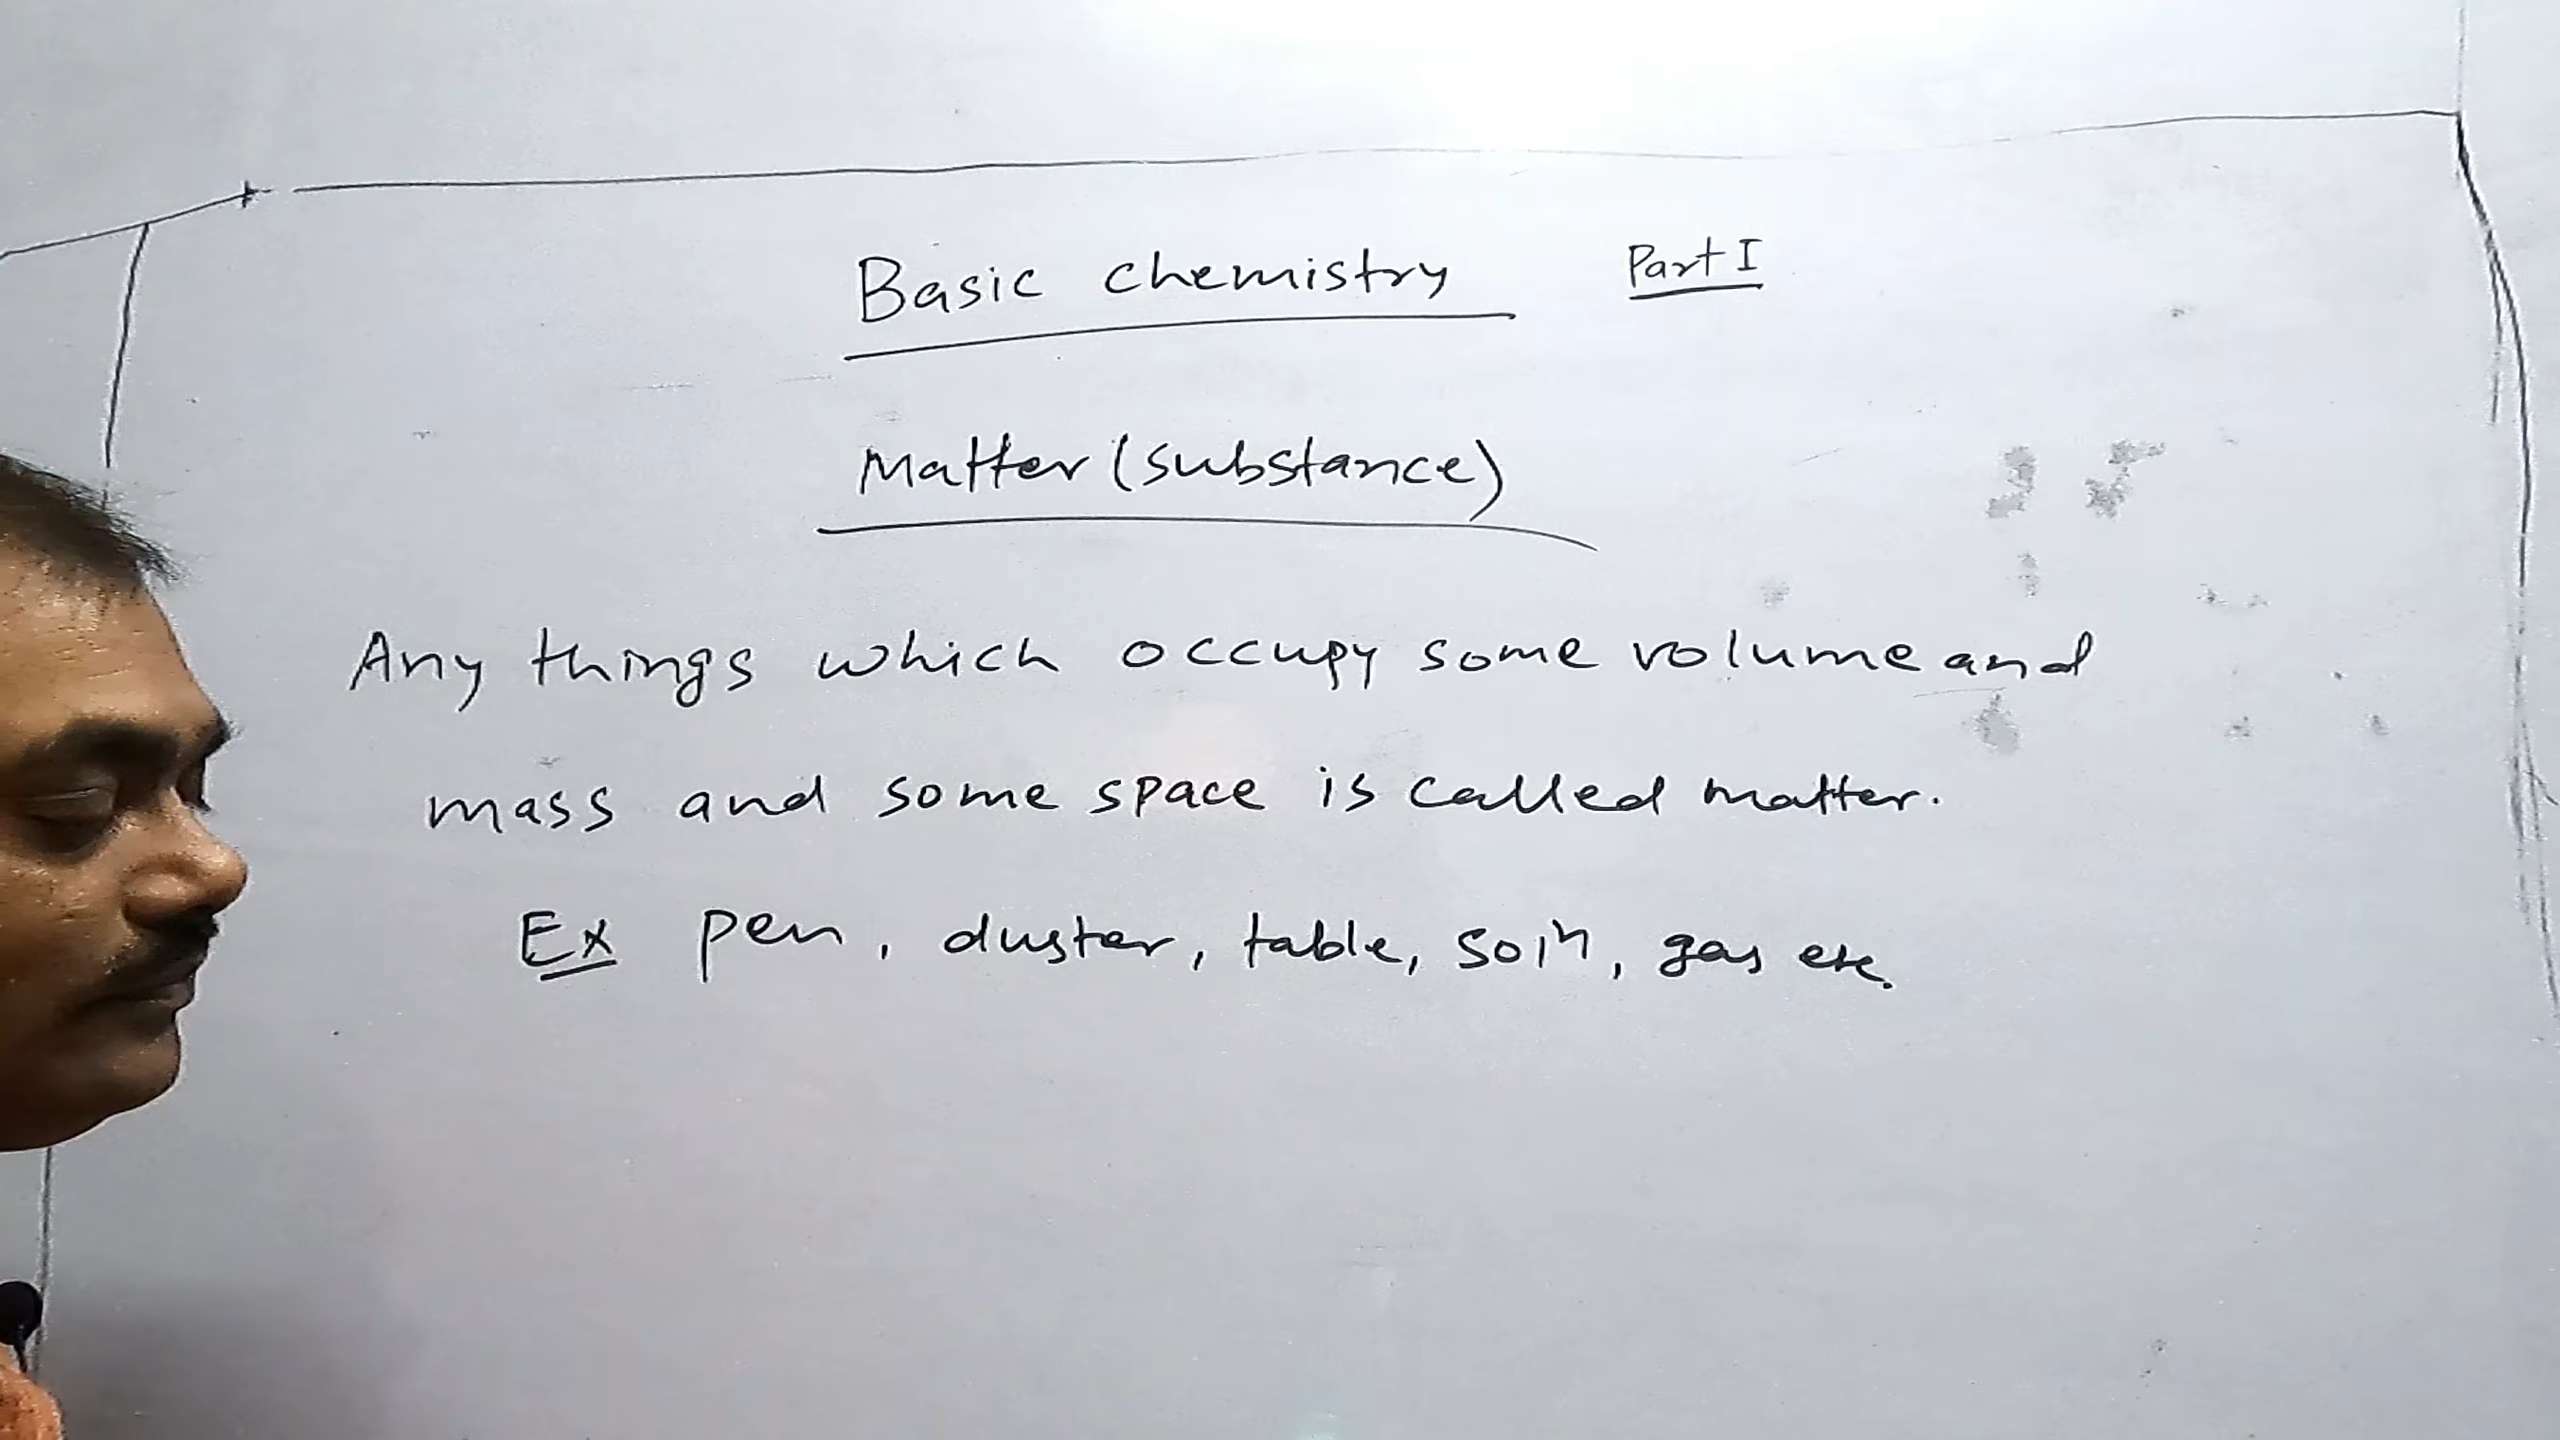 Basic chemistry Part I
Matter (substance)
Any things which occupy some volume and
mass and some space is called matter.
Ex pen, duster, table, soil, gas etc.